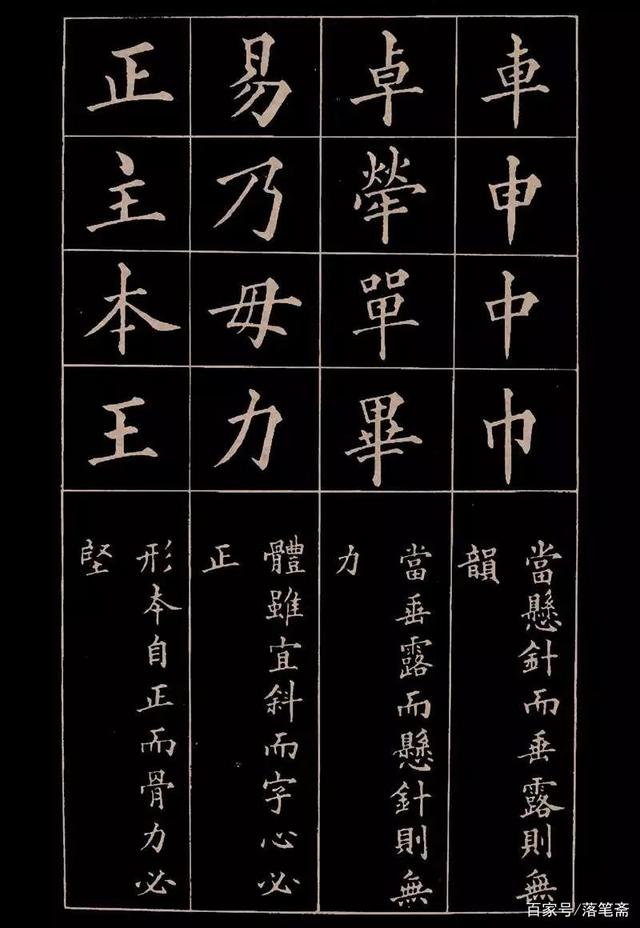 車申中巾
當懸針而垂露則無
韻
卓犖單畢
當垂露而懸針則無
力
易乃毋力
體雖宜斜而字心必
正
正主本王
形本自正而骨力必
堅
百家号/落笔斋